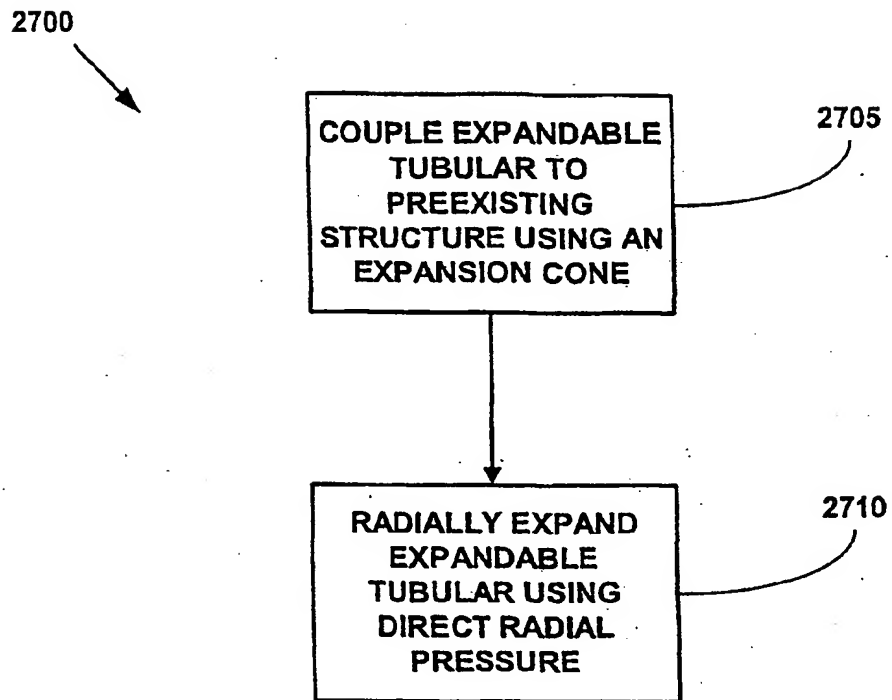 2700
COUPLE EXPANDABLE
TUBULAR TO
PREEXISTING
STRUCTURE USING AN
EXPANSION CONE
2705
RADIALLY EXPAND
EXPANDABLE
TUBULAR USING
DIRECT RADIAL
PRESSURE
2710